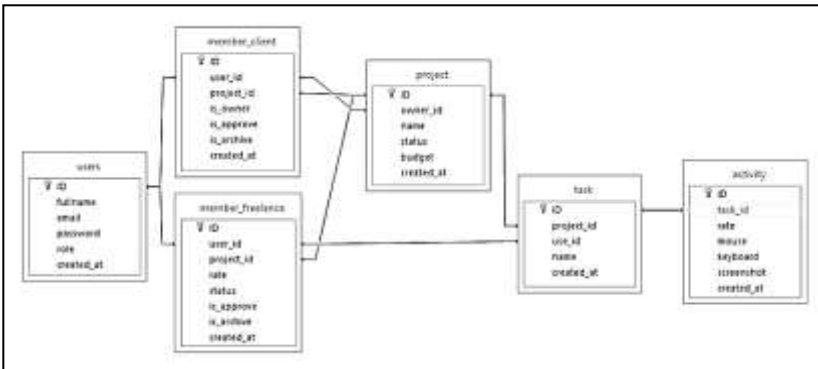 member_client
ID
user_id
project_id
is_owner
is_approve
is_archive
created_at
project
ID
owner_id
name
status
budget
created_at
users
ID
fullname
email
password
role
created_at
member_freelance
ID
user_id
project_id
rate
status
is_approve
is_archive
created_at
task
ID
project_id
use_id
name
created_at
activity
ID
task_id
rate
mouse
keyboard
screenshot
created_at